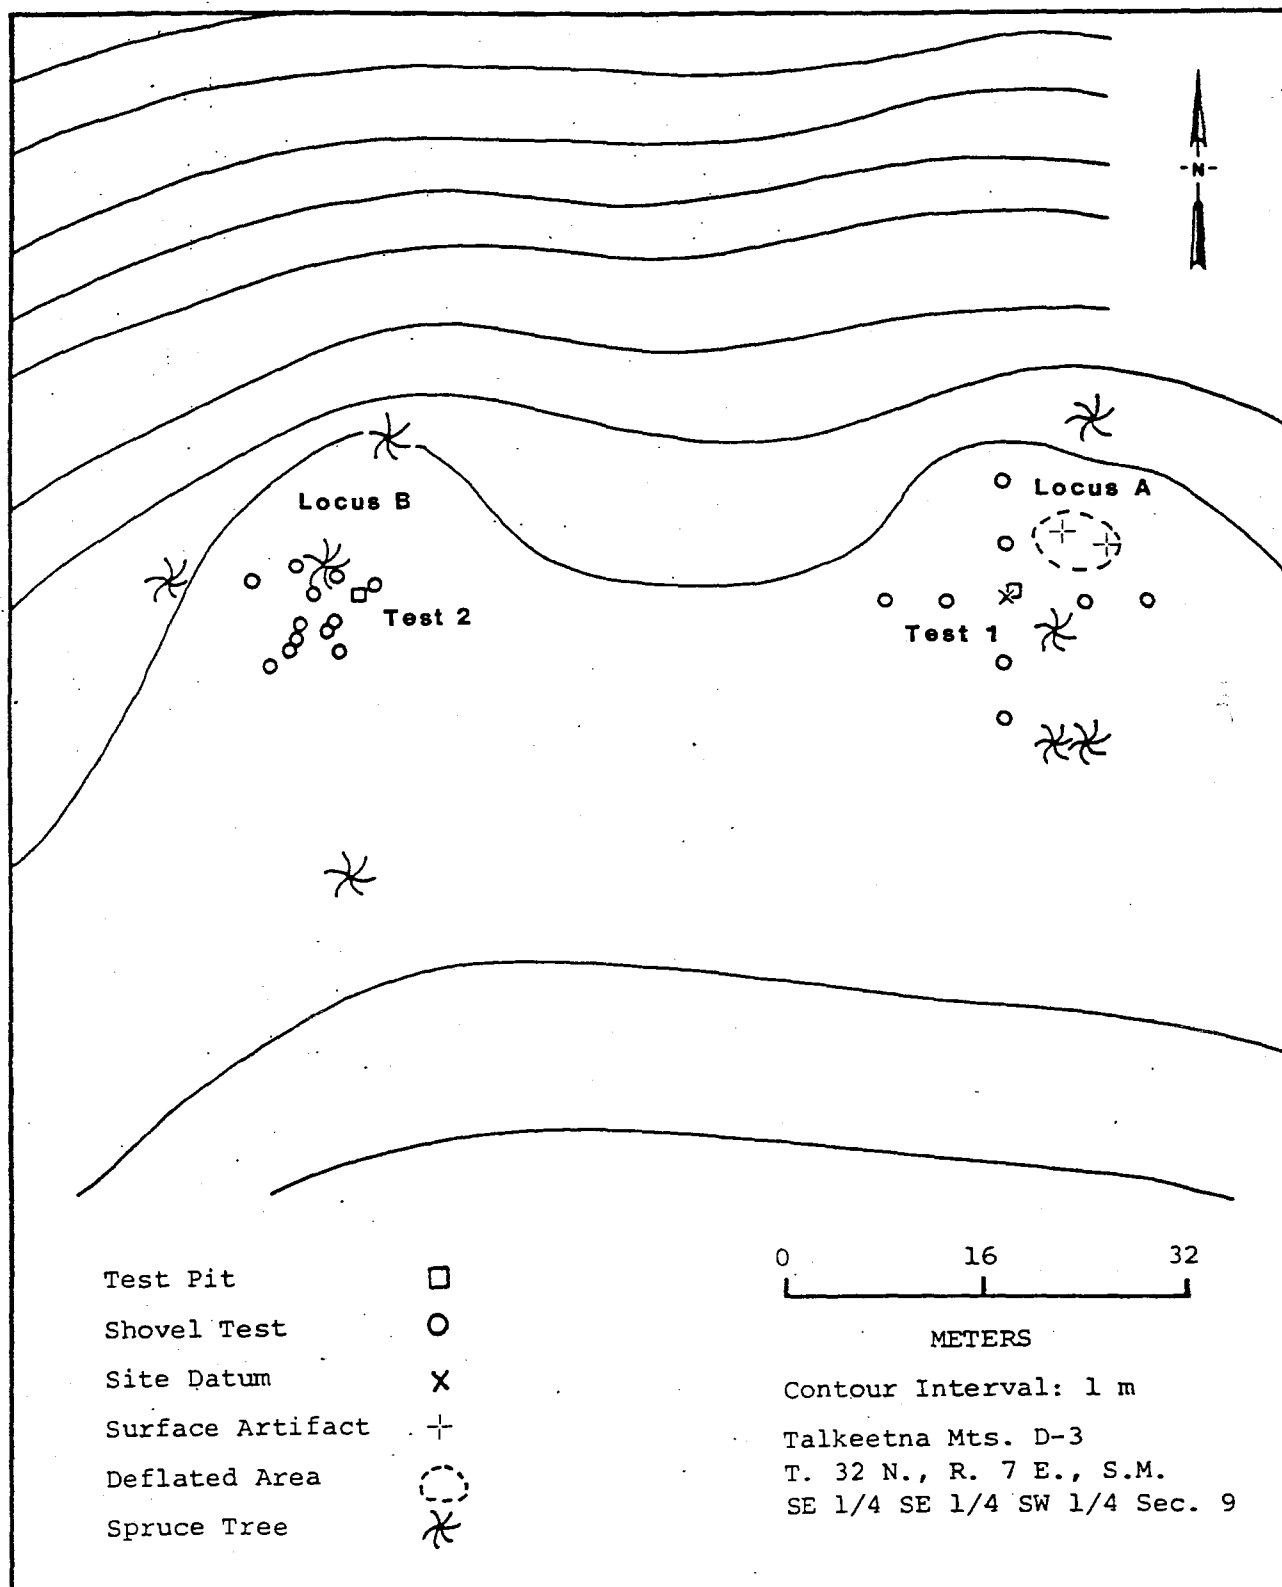 -N-
Locus A
Locus B
Test 2
Test 1
0 16 32
METERS
Test Pit
Shovel Test
Site Datum
Surface Artifact
Deflated Area
Spruce Tree
Contour Interval: 1 m
Talkeetna Mts. D-3
T. 32 N., R. 7 E., S.M.
SE 1/4 SE 1/4 SW 1/4 Sec. 9